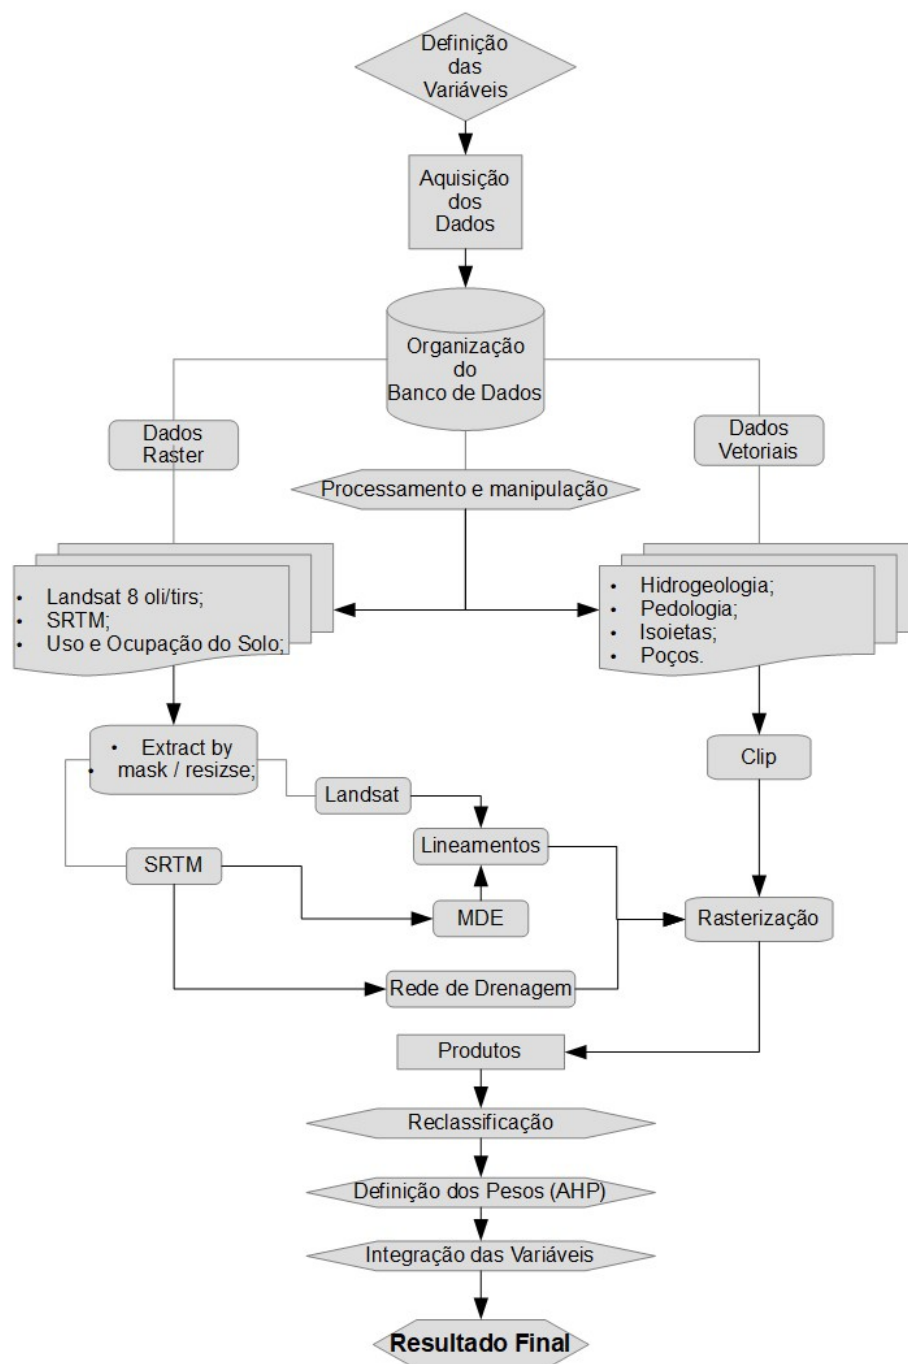 Definição
das
Variáveis
Aquisição
dos
Dados
Organização
do
Banco de Dados
Dados
Raster
Dados
Vetoriais
Processamento e manipulação
• Landsat 8 oli/tirs;
• SRTM;
• Uso e Ocupação do Solo;
• Hidrogeologia;
• Pedologia;
• Isoietas;
• Poços.
• Extract by
• mask / resizse;
Clip
Landsat
Lineamentos
SRTM
MDE
Rasterização
Rede de Drenagem
Produtos
Reclassificação
Definição dos Pesos (AHP)
Integração das Variáveis
Resultado Final